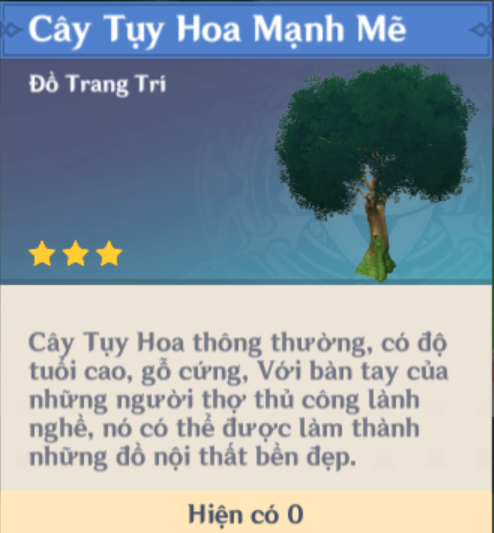 Cây Tụy Hoa Mạnh Mẽ
Đồ Trang Trí
Cây Tụy Hoa thông thường, có độ
tuổi cao, gỗ cứng, Với bàn tay của
những người thợ thủ công lành
nghề, nó có thể được làm thành
những đồ nội thất bền đẹp.
Hiện có 0